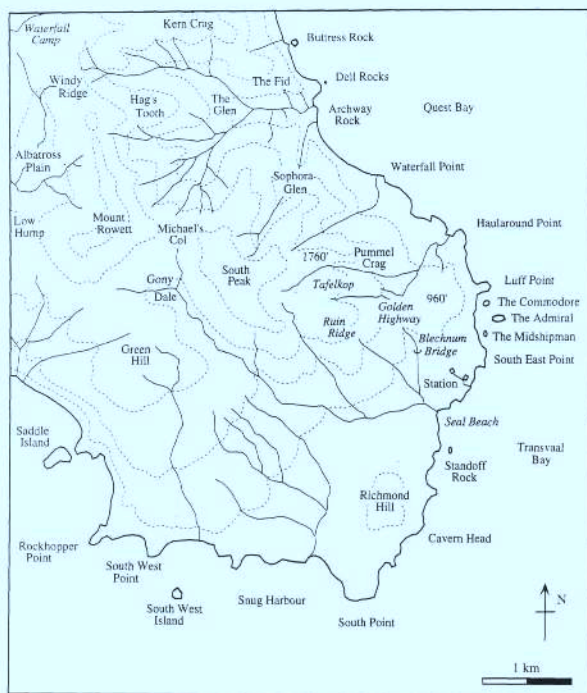 Kern Crag
Waterfall
Camp
Buttress Rock
Dell Rocks
The Fid
Windy
Ridge
Hag's
Tooth
The
Glen
Archway
Rock
Quest Bay
Albatross
Plain
Sophora
Glen
Waterfall Point
Low
Hump
Mount
Rowett
Michael's
Col
Haularound Point
1760'
Pummel
Crag
South
Peak
Gony
Dale
Tafelkop
Luff Point
960'
Golden
Highway
The Commodore
The Admiral
Ruin
Ridge
The Midshipman
Blechnum
Bridge
Green
Hill
South East Point
Station
Seal Beach
Saddle
Island
Standoff
Rock
Transvaal
Bay
Richmond
Hill
Rockhopper
Point
South West
Point
Cavern Head
South West
Island
Snug Harbour
South Point
N
1 km